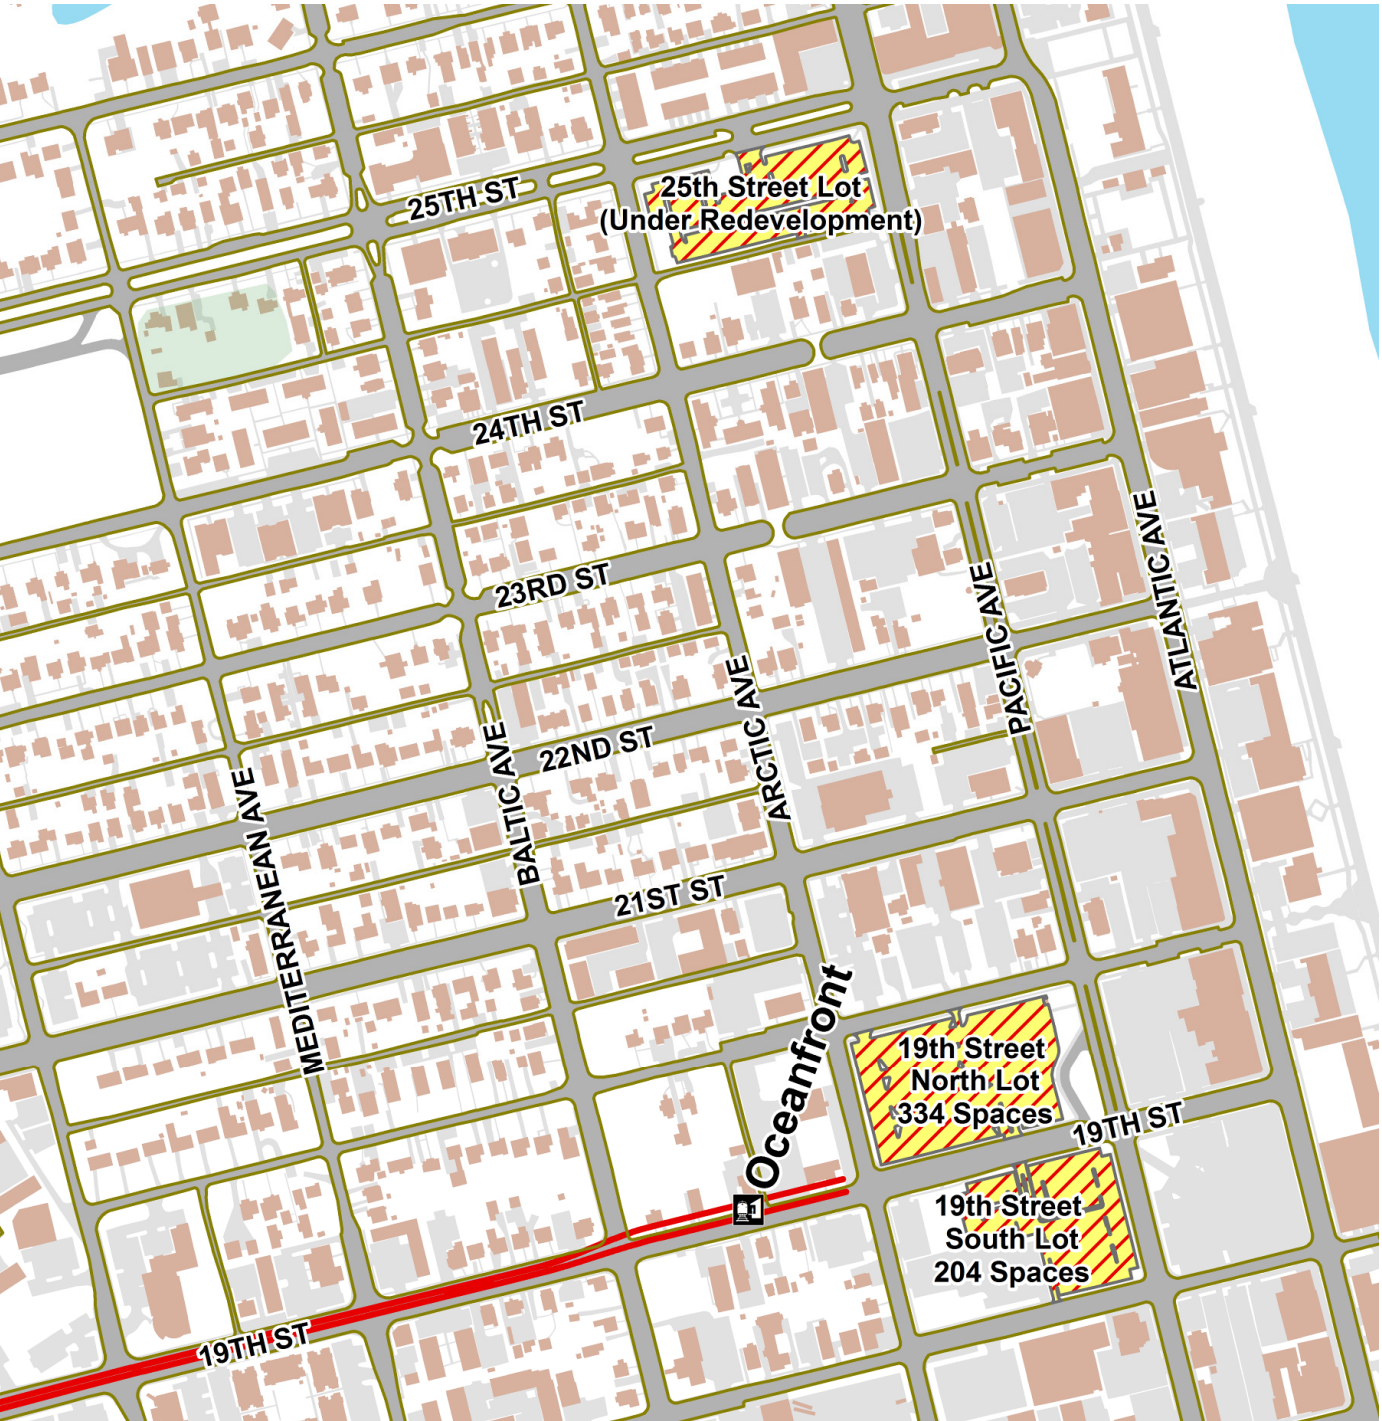 25TH ST
25th Street Lot
(Under Redevelopment)
24TH ST
23RD ST
ATLANTIC AVE
PACIFIC AVE
ARCTIC AVE
22ND ST
BALTIC AVE
MEDITERRANEAN AVE
21ST ST
Oceanfront
19th Street
North Lot
334 Spaces
19TH ST
19th Street
South Lot
204 Spaces
19TH ST